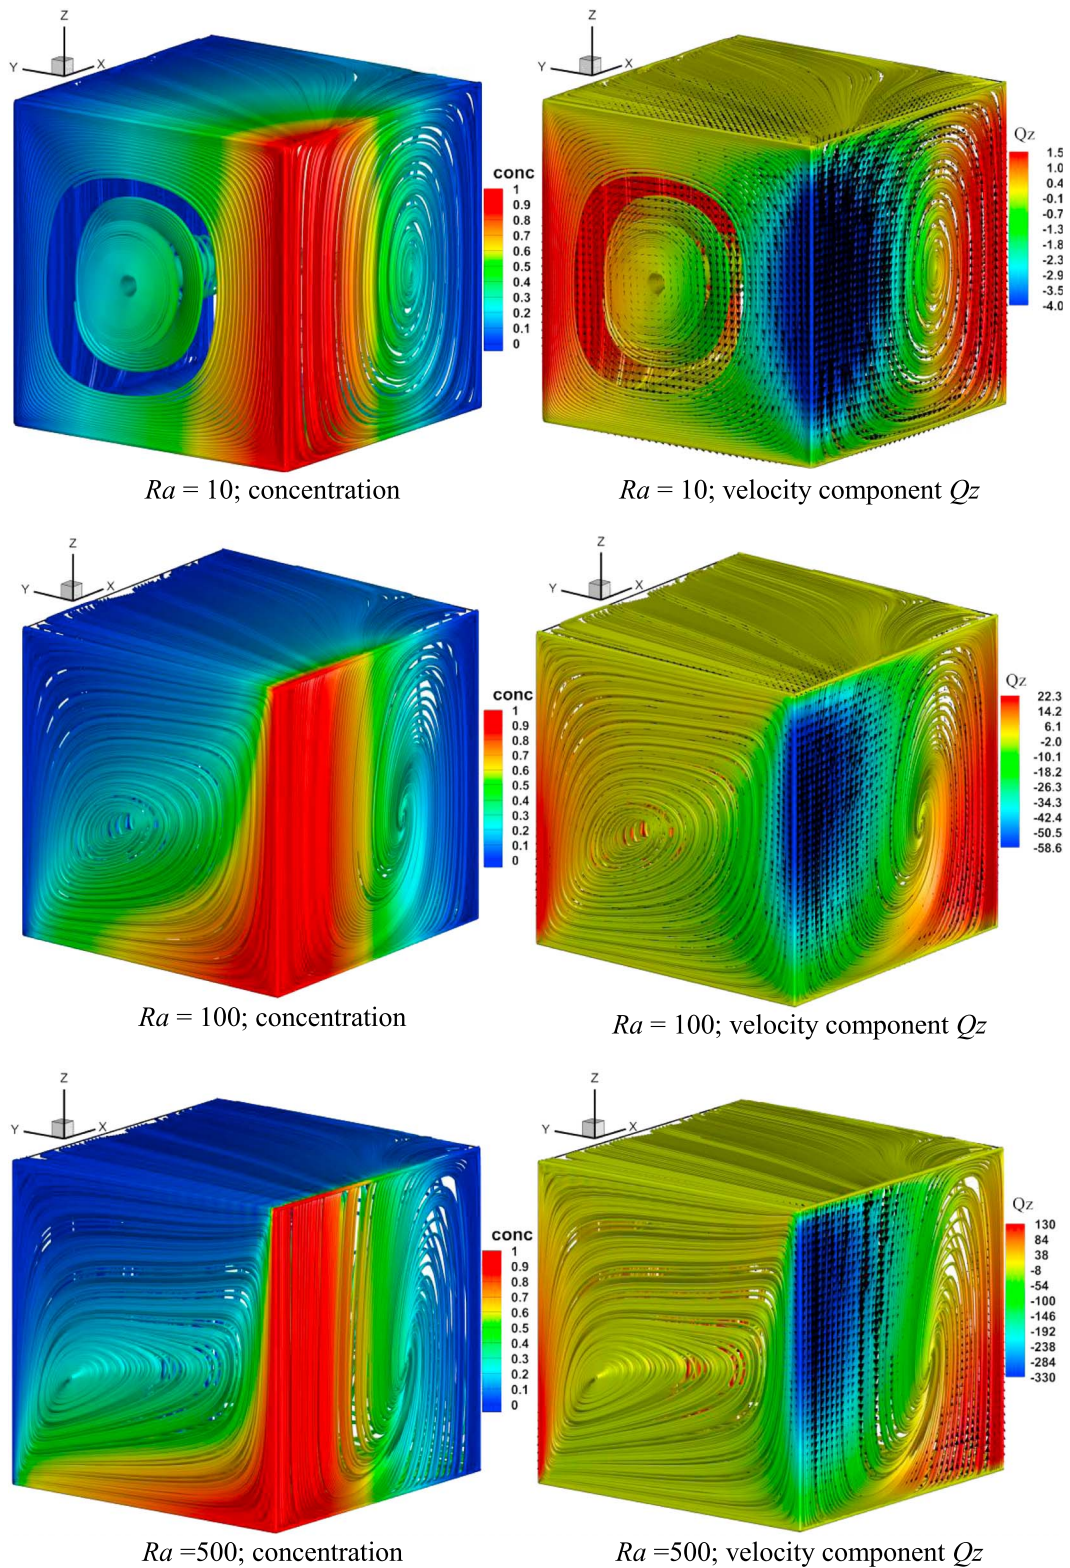 Z
Y
X
conc
1
0.9
0.8
0.7
0.6
0.5
0.4
0.3
0.2
0.1
0
Ra = 10; concentration
Z
Y
X
Qz
1.5
1.0
0.4
-0.1
-0.7
-1.3
-1.8
-2.4
-2.9
-3.5
-4.0
Ra = 10; velocity component Qz
Z
Y
X
conc
1
0.9
0.8
0.7
0.6
0.5
0.4
0.3
0.2
0.1
0
Ra = 100; concentration
Z
Y
X
Qz
22.3
14.2
6.1
-2.0
-10.1
-18.2
-26.3
-34.3
-42.4
-50.5
-58.6
Ra = 100; velocity component Qz
Z
Y
X
conc
1
0.9
0.8
0.7
0.6
0.5
0.4
0.3
0.2
0.1
0
Ra =500; concentration
Z
Y
X
Qz
130
84
38
-8
-54
-100
-146
-192
-238
-284
-330
Ra =500; velocity component Qz